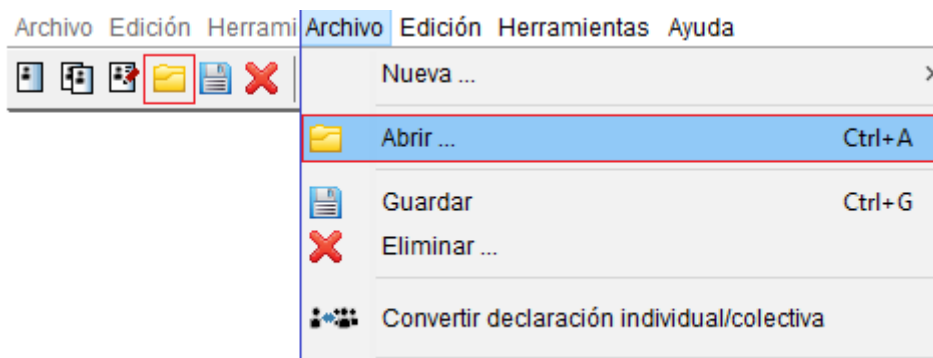 Archivo Edición Herrami
Archivo Edición Herramientas Ayuda
Nueva ...
Abrir ... Ctrl+A
Guardar Ctrl+G
Eliminar ...
Convertir declaración individual/colectiva